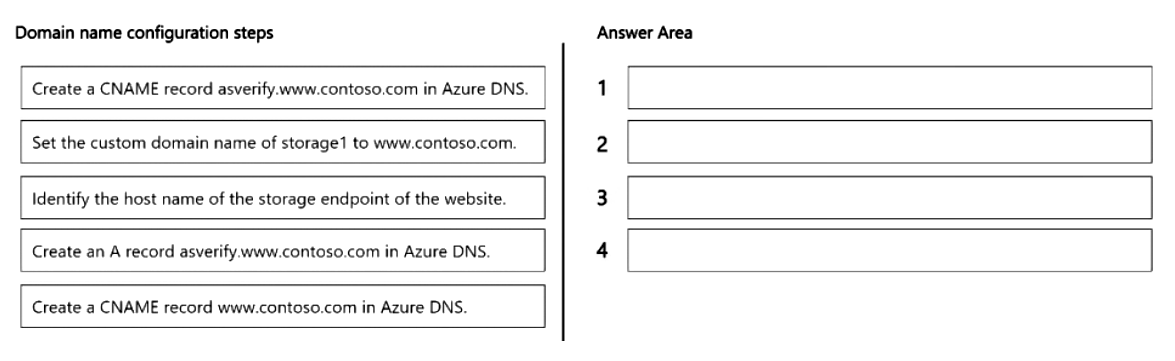 Domain name configuration steps
Create a CNAME record asverify.www.contoso.com in Azure DNS.
Set the custom domain name of storage1 to www.contoso.com.
Identify the host name of the storage endpoint of the website.
Create an A record asverify.www.contoso.com in Azure DNS.
Create a CNAME record www.contoso.com in Azure DNS.
Answer Area
1
2
3
4